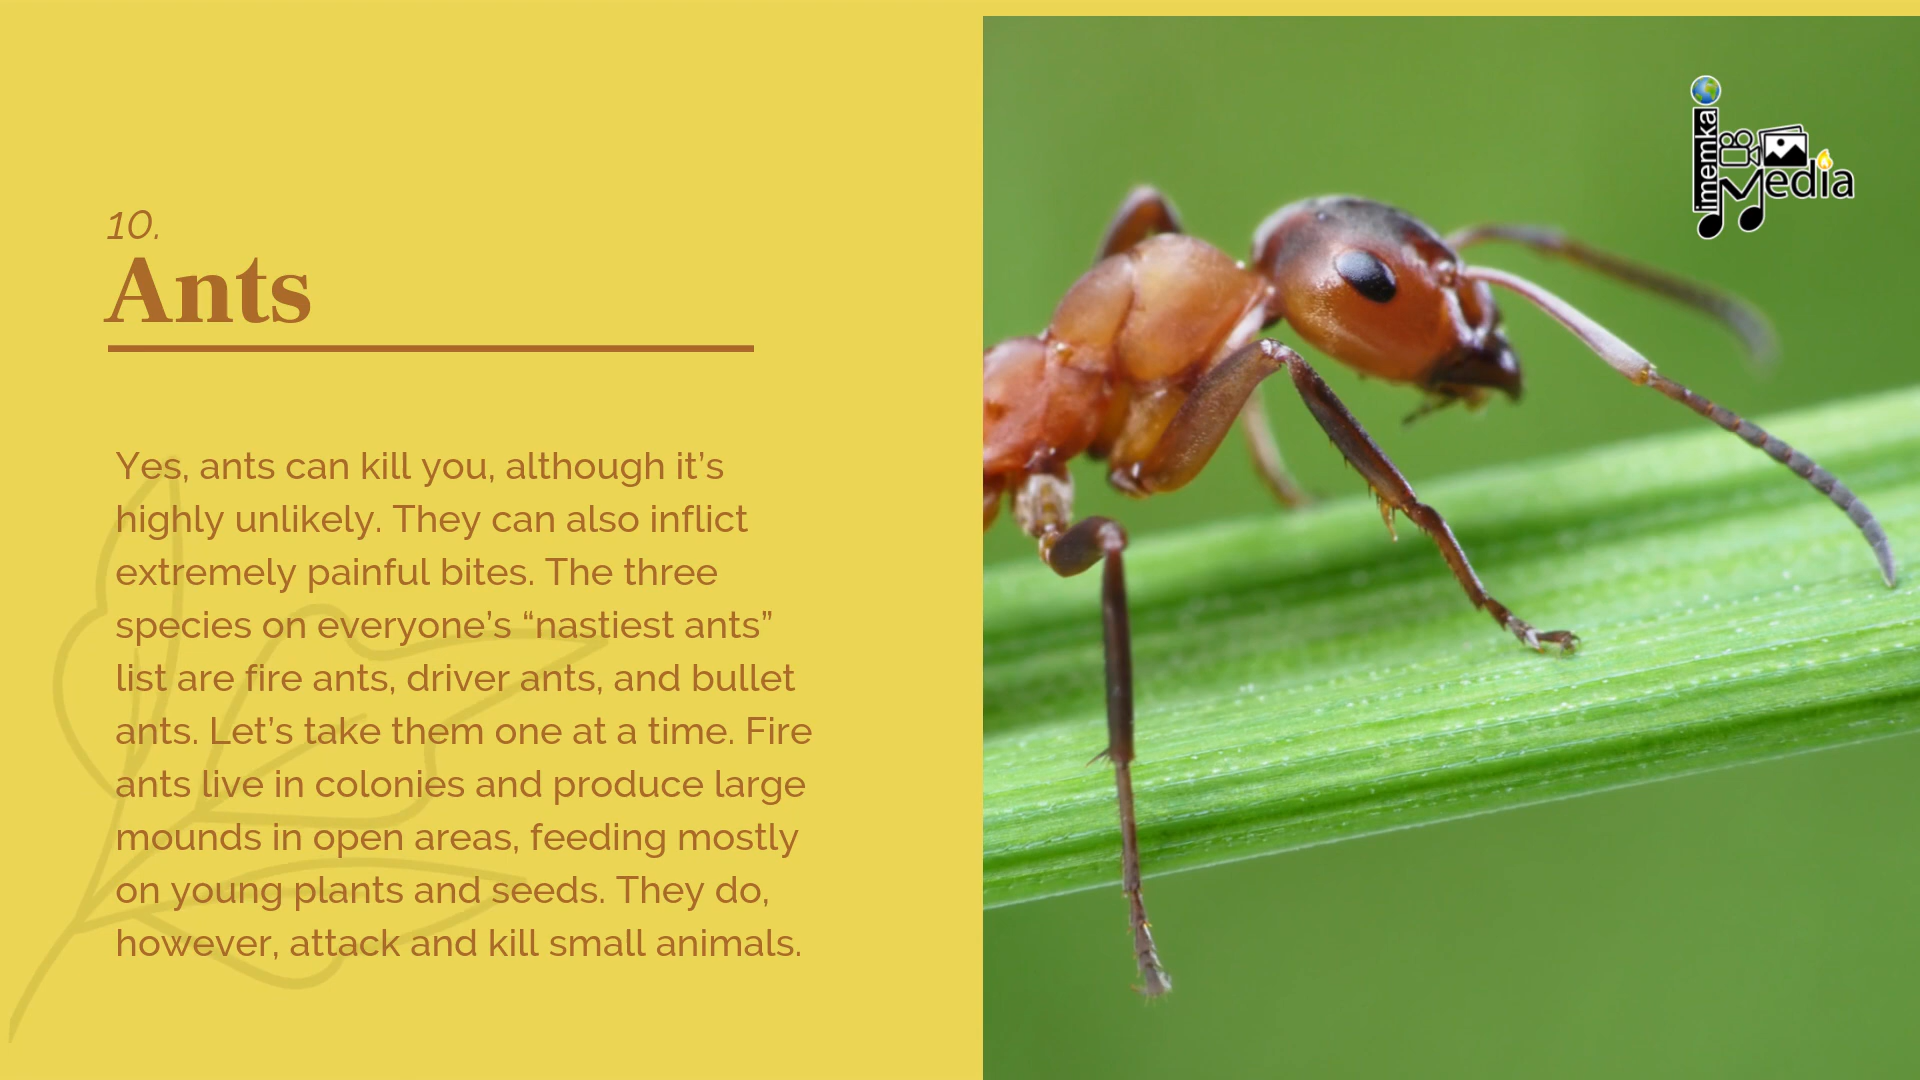 10.
Ants
Yes, ants can kill you, although it’s
highly unlikely. They can also inflict
extremely painful bites. The three
species on everyone’s “nastiest ants”
list are fire ants, driver ants, and bullet
ants. Let’s take them one at a time. Fire
ants live in colonies and produce large
mounds in open areas, feeding mostly
on young plants and seeds. They do,
however, attack and kill small animals.
imemka
Media